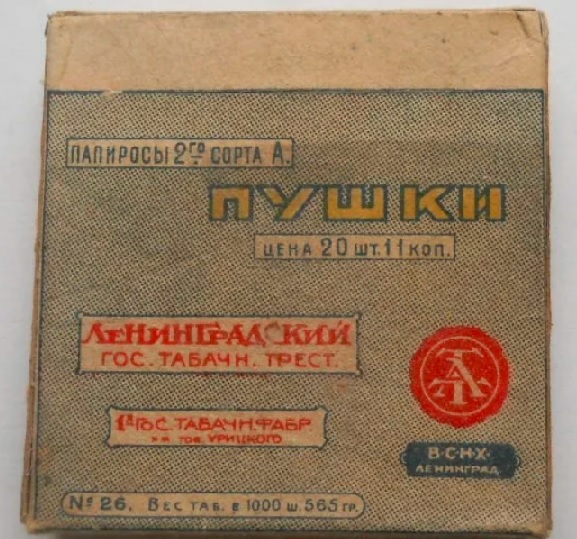 ПАПИРОСЫ 2ГО СОРТА А.
ПУШКИ
ЦЕНА 20 ШТ. 11 КОП.
ЛЕНИНГРАДСКИЙ
ГОС. ТАБАЧН. ТРЕСТ.
1Я ГОС. ТАБАЧН. ФАБР.
им. тов. УРИЦКОГО
В·С·Н·Х·
ЛЕНИНГРАД
№ 26. ВЕС ТАБ. в 1000 ш. 565 гр.